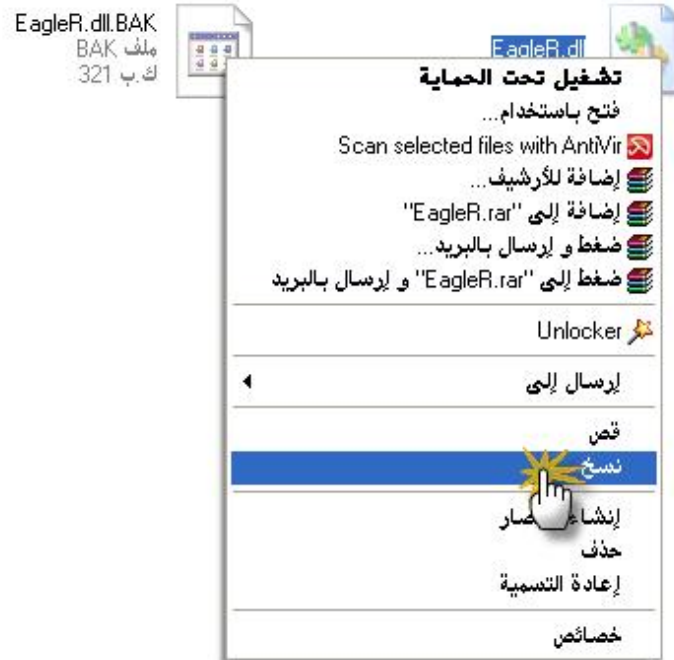 EagleR.dll.BAK
ملف BAK
321 ك.ب
EagleR.dll
تشغيل تحت الحماية
فتح باستخدام...
Scan selected files with AntiVir
إضافة للأرشيف...
إضافة إلى "EagleR.rar"
ضغط و إرسال بالبريد...
ضغط إلى "EagleR.rar" و إرسال بالبريد
Unlocker
إرسال إلى
قص
نسخ
حذف
إعادة التسمية
خصائص